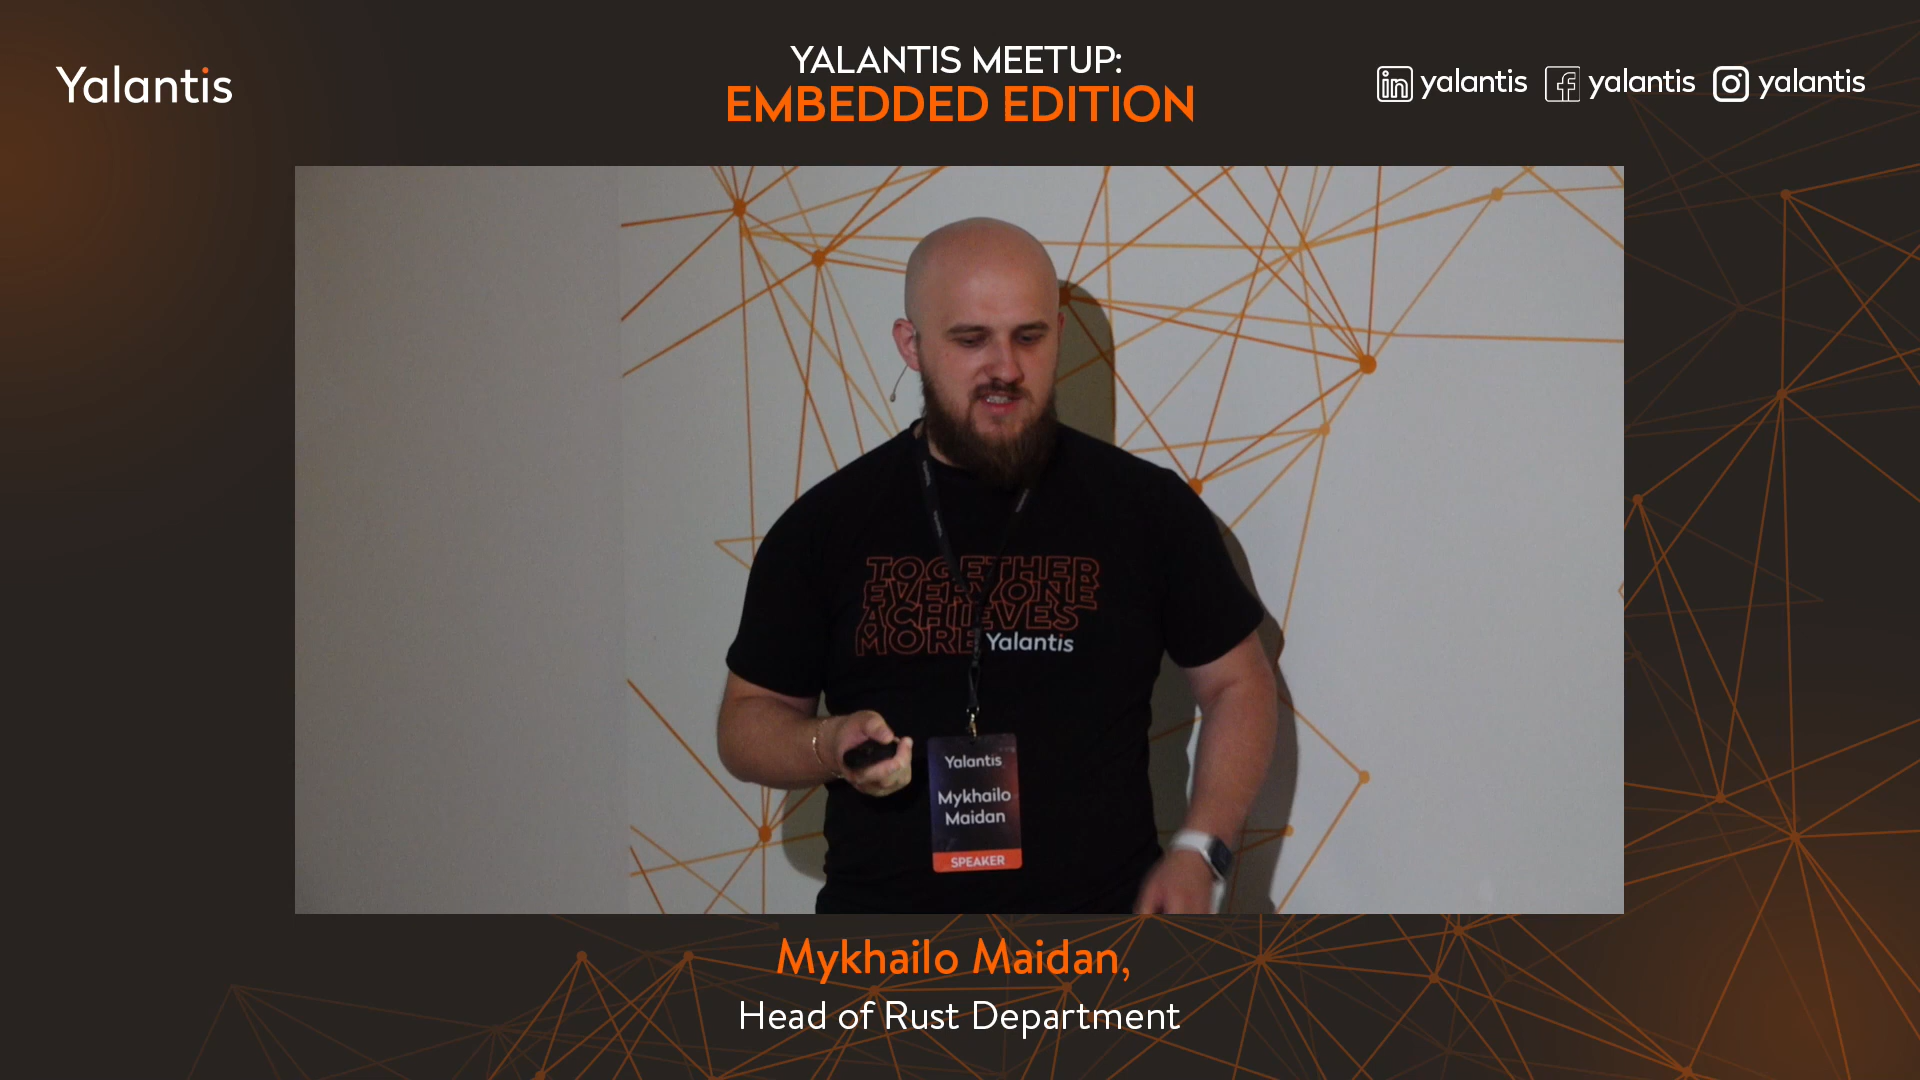 Yalantis
YALANTIS MEETUP:
EMBEDDED EDITION
in yalantis
f yalantis
yalantis
TOGETHER
EVERYONE
ACHIEVES
MORE Yalantis
Yalantis
Mykhailo
Maidan
SPEAKER
Mykhailo Maidan,
Head of Rust Department